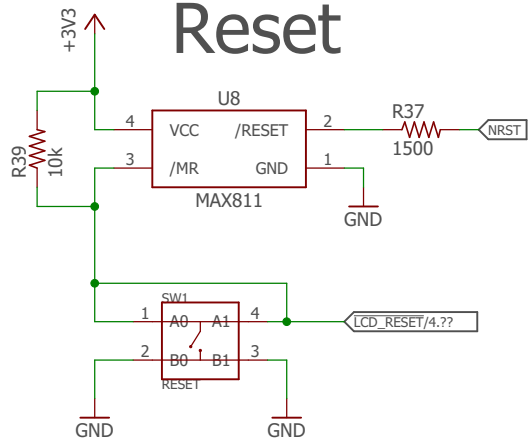 Reset
+3V3
U8
4 VCC /RESET 2
R37
1500
NRST
R39
10k
3 /MR GND 1
MAX811
GND
SW1
1 A0 A1 4
LCD_RESET/4.??
2 B0 B1 3
RESET
GND
GND